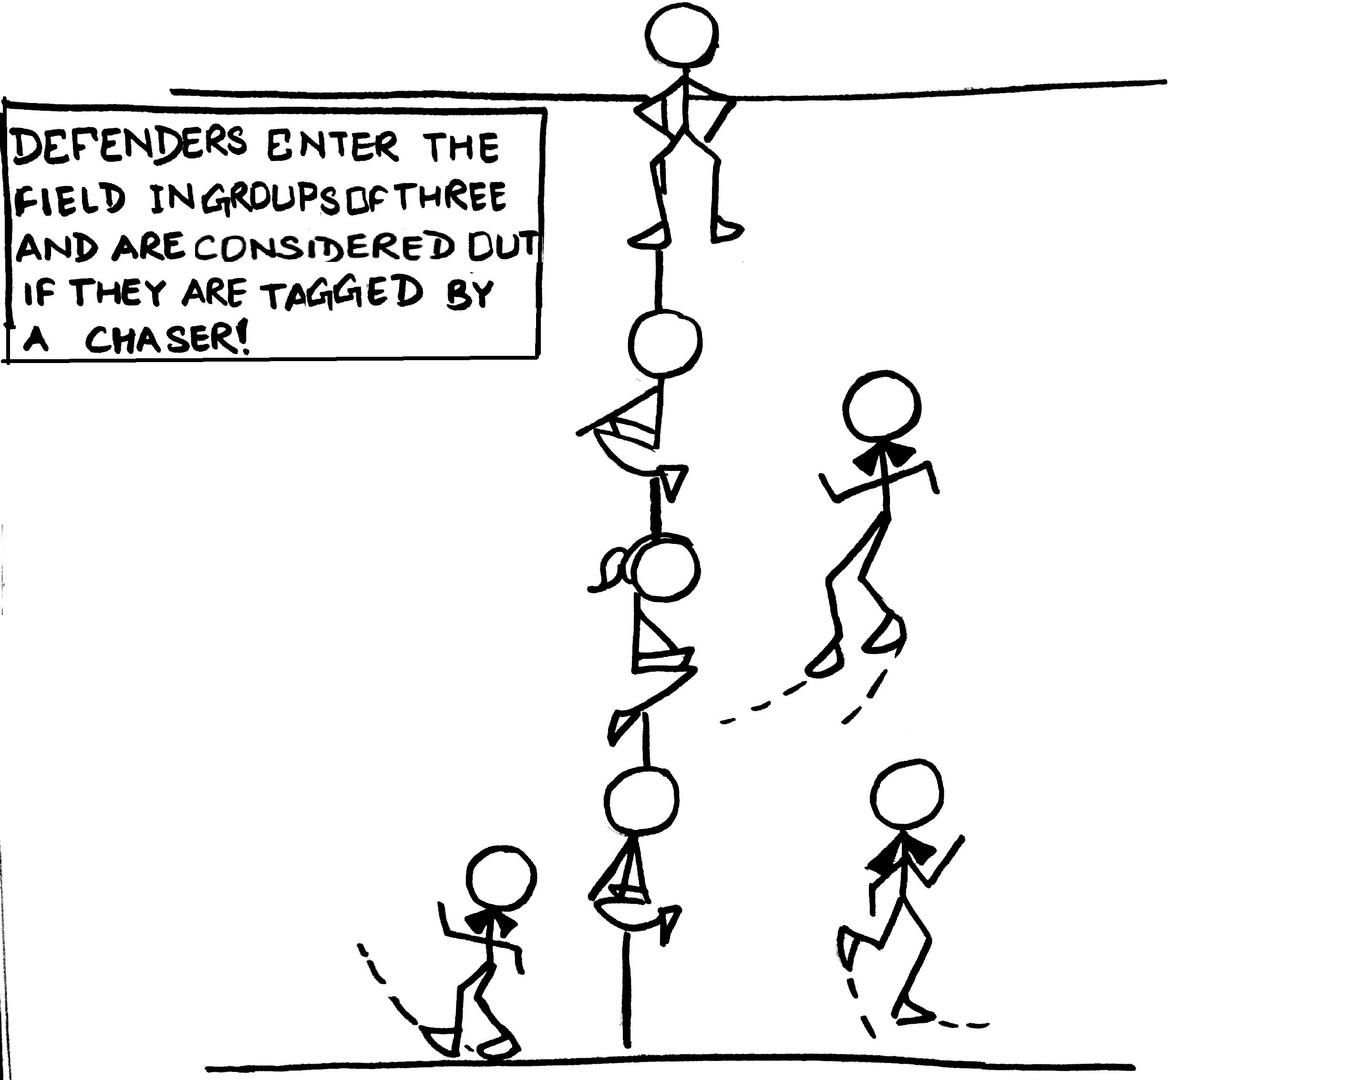 DEFENDERS ENTER THE
FIELD IN GROUPS OF THREE
AND ARE CONSIDERED OUT
IF THEY ARE TAGGED BY
A CHASER!